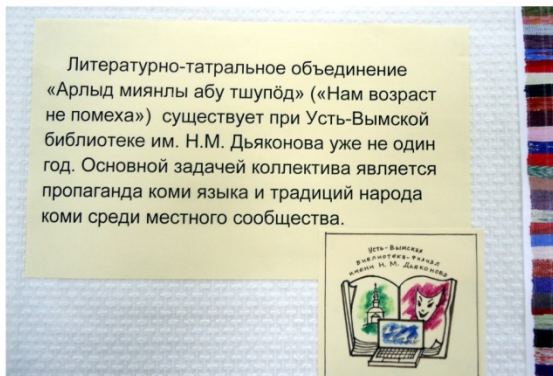 Литературно-татральное объединение
«Арлыд миянлы абу тшупӧд» («Нам возраст
не помеха») существует при Усть-Вымской
библиотеке им. Н.М. Дьяконова уже не один
год. Основной задачей коллектива является
пропаганда коми языка и традиций народа
коми среди местного сообщества.
Усть-Вымская
библиотека-филиал
имени Н. М. Дьяконова